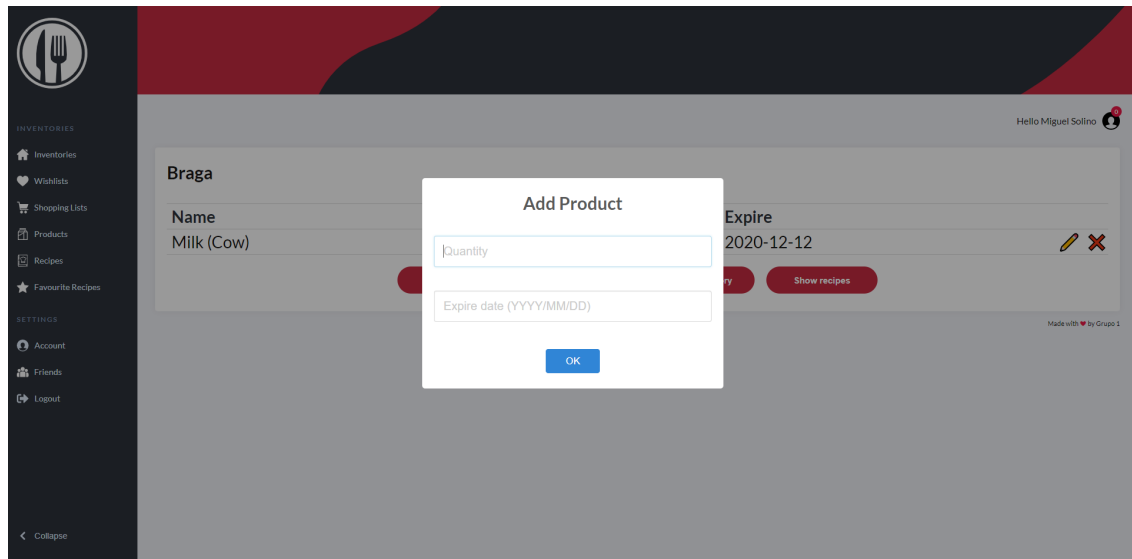 Hello Miguel Solino
0
INVENTORIES
Inventories
Wishlists
Shopping Lists
Products
Recipes
Favourite Recipes
SETTINGS
Account
Friends
Logout
Collapse
Braga
Name Expire
Milk (Cow) 2020-12-12
Show recipes
Add Product
Quantity
Expire date (YYYY/MM/DD)
OK
Made with ♥ by Grupo 1